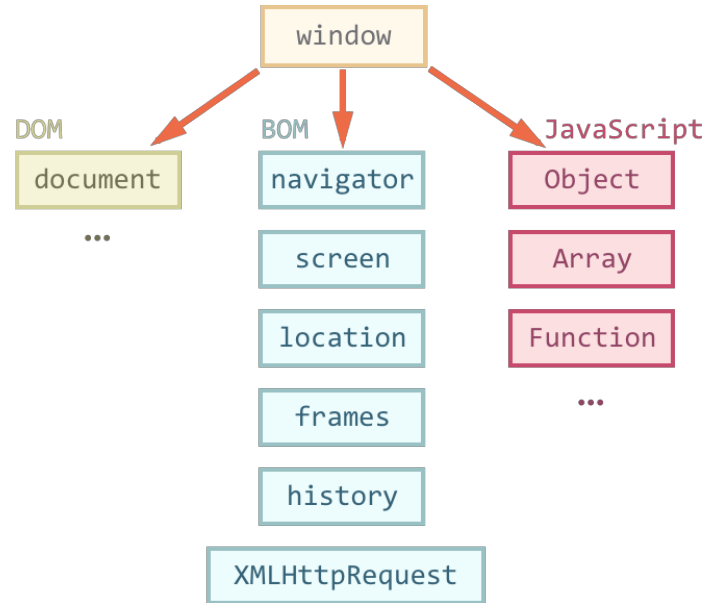 window
DOM
BOM
JavaScript
document
navigator
Object
...
screen
Array
location
Function
...
frames
history
XMLHttpRequest